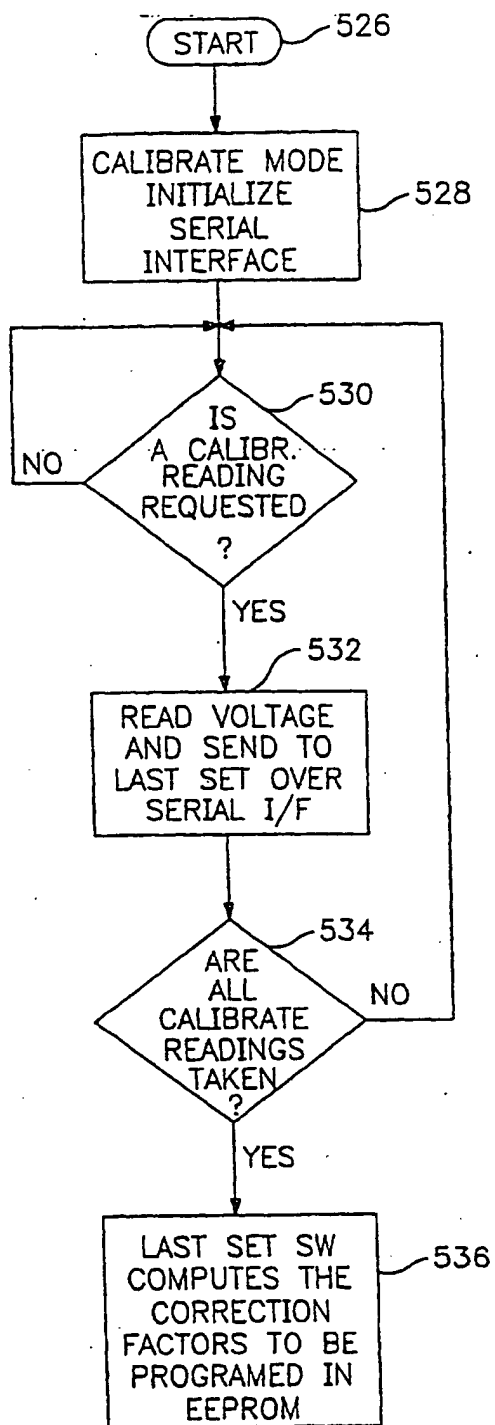 START
526
CALIBRATE MODE
INITIALIZE
SERIAL
INTERFACE
528
530
IS
A CALIBR.
READING
REQUESTED
?
NO
YES
532
READ VOLTAGE
AND SEND TO
LAST SET OVER
SERIAL I/F
534
ARE
ALL
CALIBRATE
READINGS
TAKEN
?
NO
YES
LAST SET SW
COMPUTES THE
CORRECTION
FACTORS TO BE
PROGRAMED IN
EEPROM
536